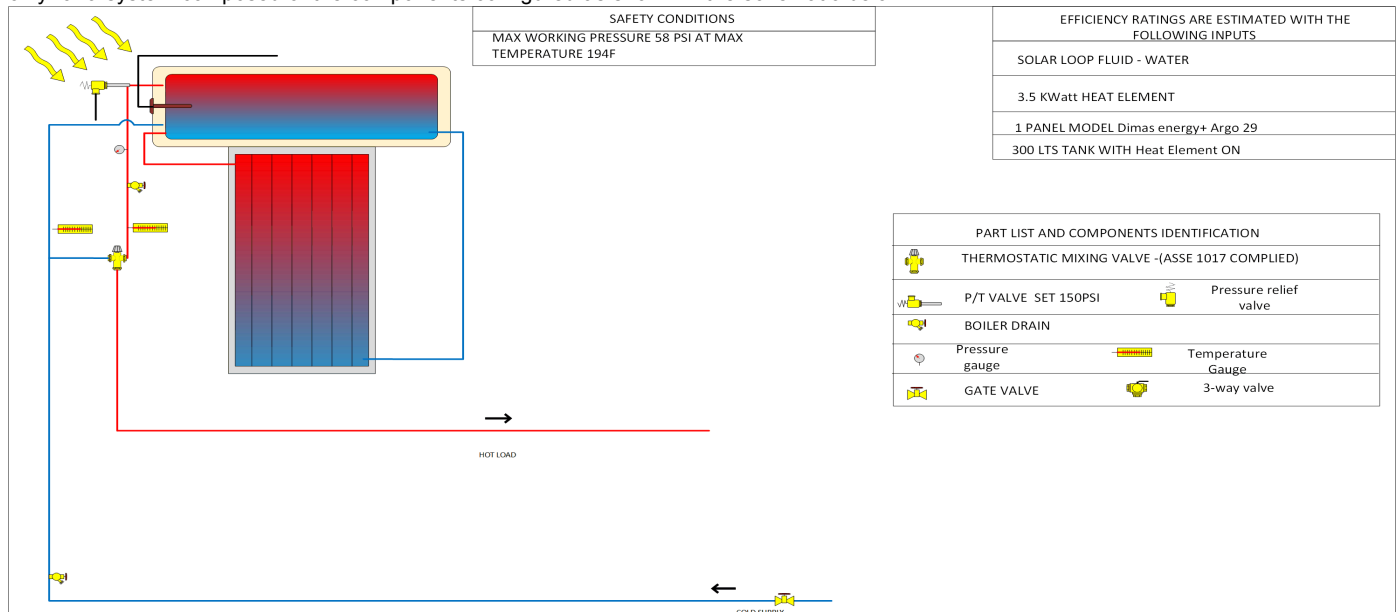 SAFETY CONDITIONS
MAX WORKING PRESSURE 58 PSI AT MAX
TEMPERATURE 194F
EFFICIENCY RATINGS ARE ESTIMATED WITH THE
FOLLOWING INPUTS
SOLAR LOOP FLUID - WATER
3.5 KWatt HEAT ELEMENT
1 PANEL MODEL Dimas energy+ Argo 29
300 LTS TANK WITH Heat Element ON
PART LIST AND COMPONENTS IDENTIFICATION
THERMOSTATIC MIXING VALVE -(ASSE 1017 COMPLIED)
P/T VALVE SET 150PSI
Pressure relief
valve
BOILER DRAIN
Pressure
gauge
Temperature
Gauge
GATE VALVE
3-way valve
HOT LOAD
COLD SUPPLY